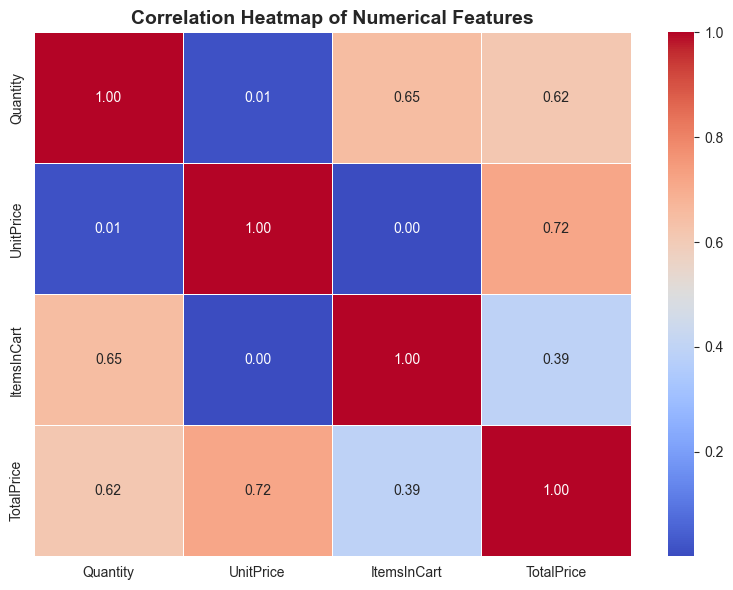 Correlation Heatmap of Numerical Features
Quantity
1.00
0.01
0.65
0.62
UnitPrice
0.01
1.00
0.00
0.72
ItemsInCart
0.65
0.00
1.00
0.39
TotalPrice
0.62
0.72
0.39
1.00
Quantity
UnitPrice
ItemsInCart
TotalPrice
1.0
0.8
0.6
0.4
0.2